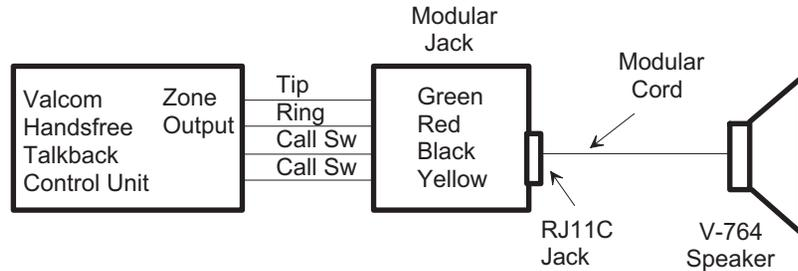 Modular
Jack
Valcom
Handsfree
Talkback
Control Unit
Zone
Output
Tip
Ring
Call Sw
Call Sw
Green
Red
Black
Yellow
Modular
Cord
RJ11C
Jack
V-764
Speaker